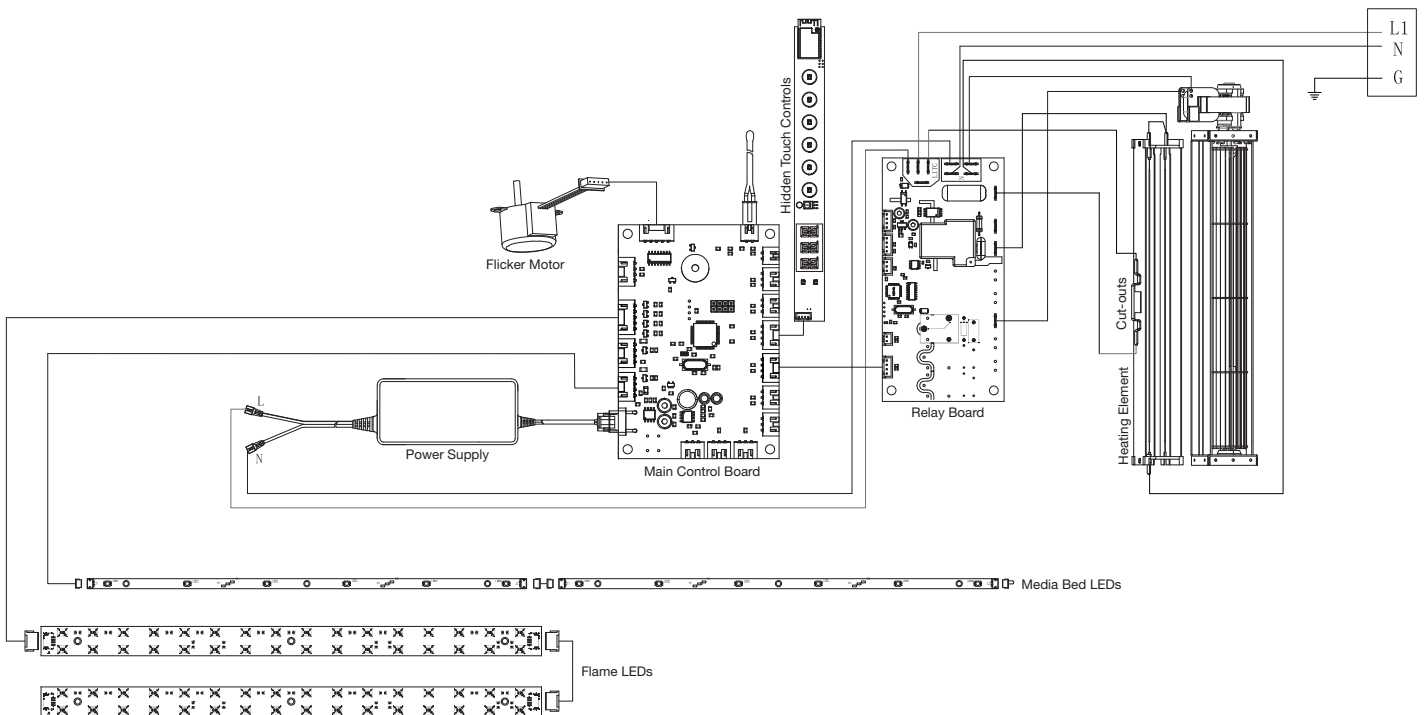 L1
N
G
Hidden Touch Controls
Flicker Motor
Cut-outs
Heating Element
Relay Board
L
N
Power Supply
Main Control Board
Media Bed LEDs
Flame LEDs